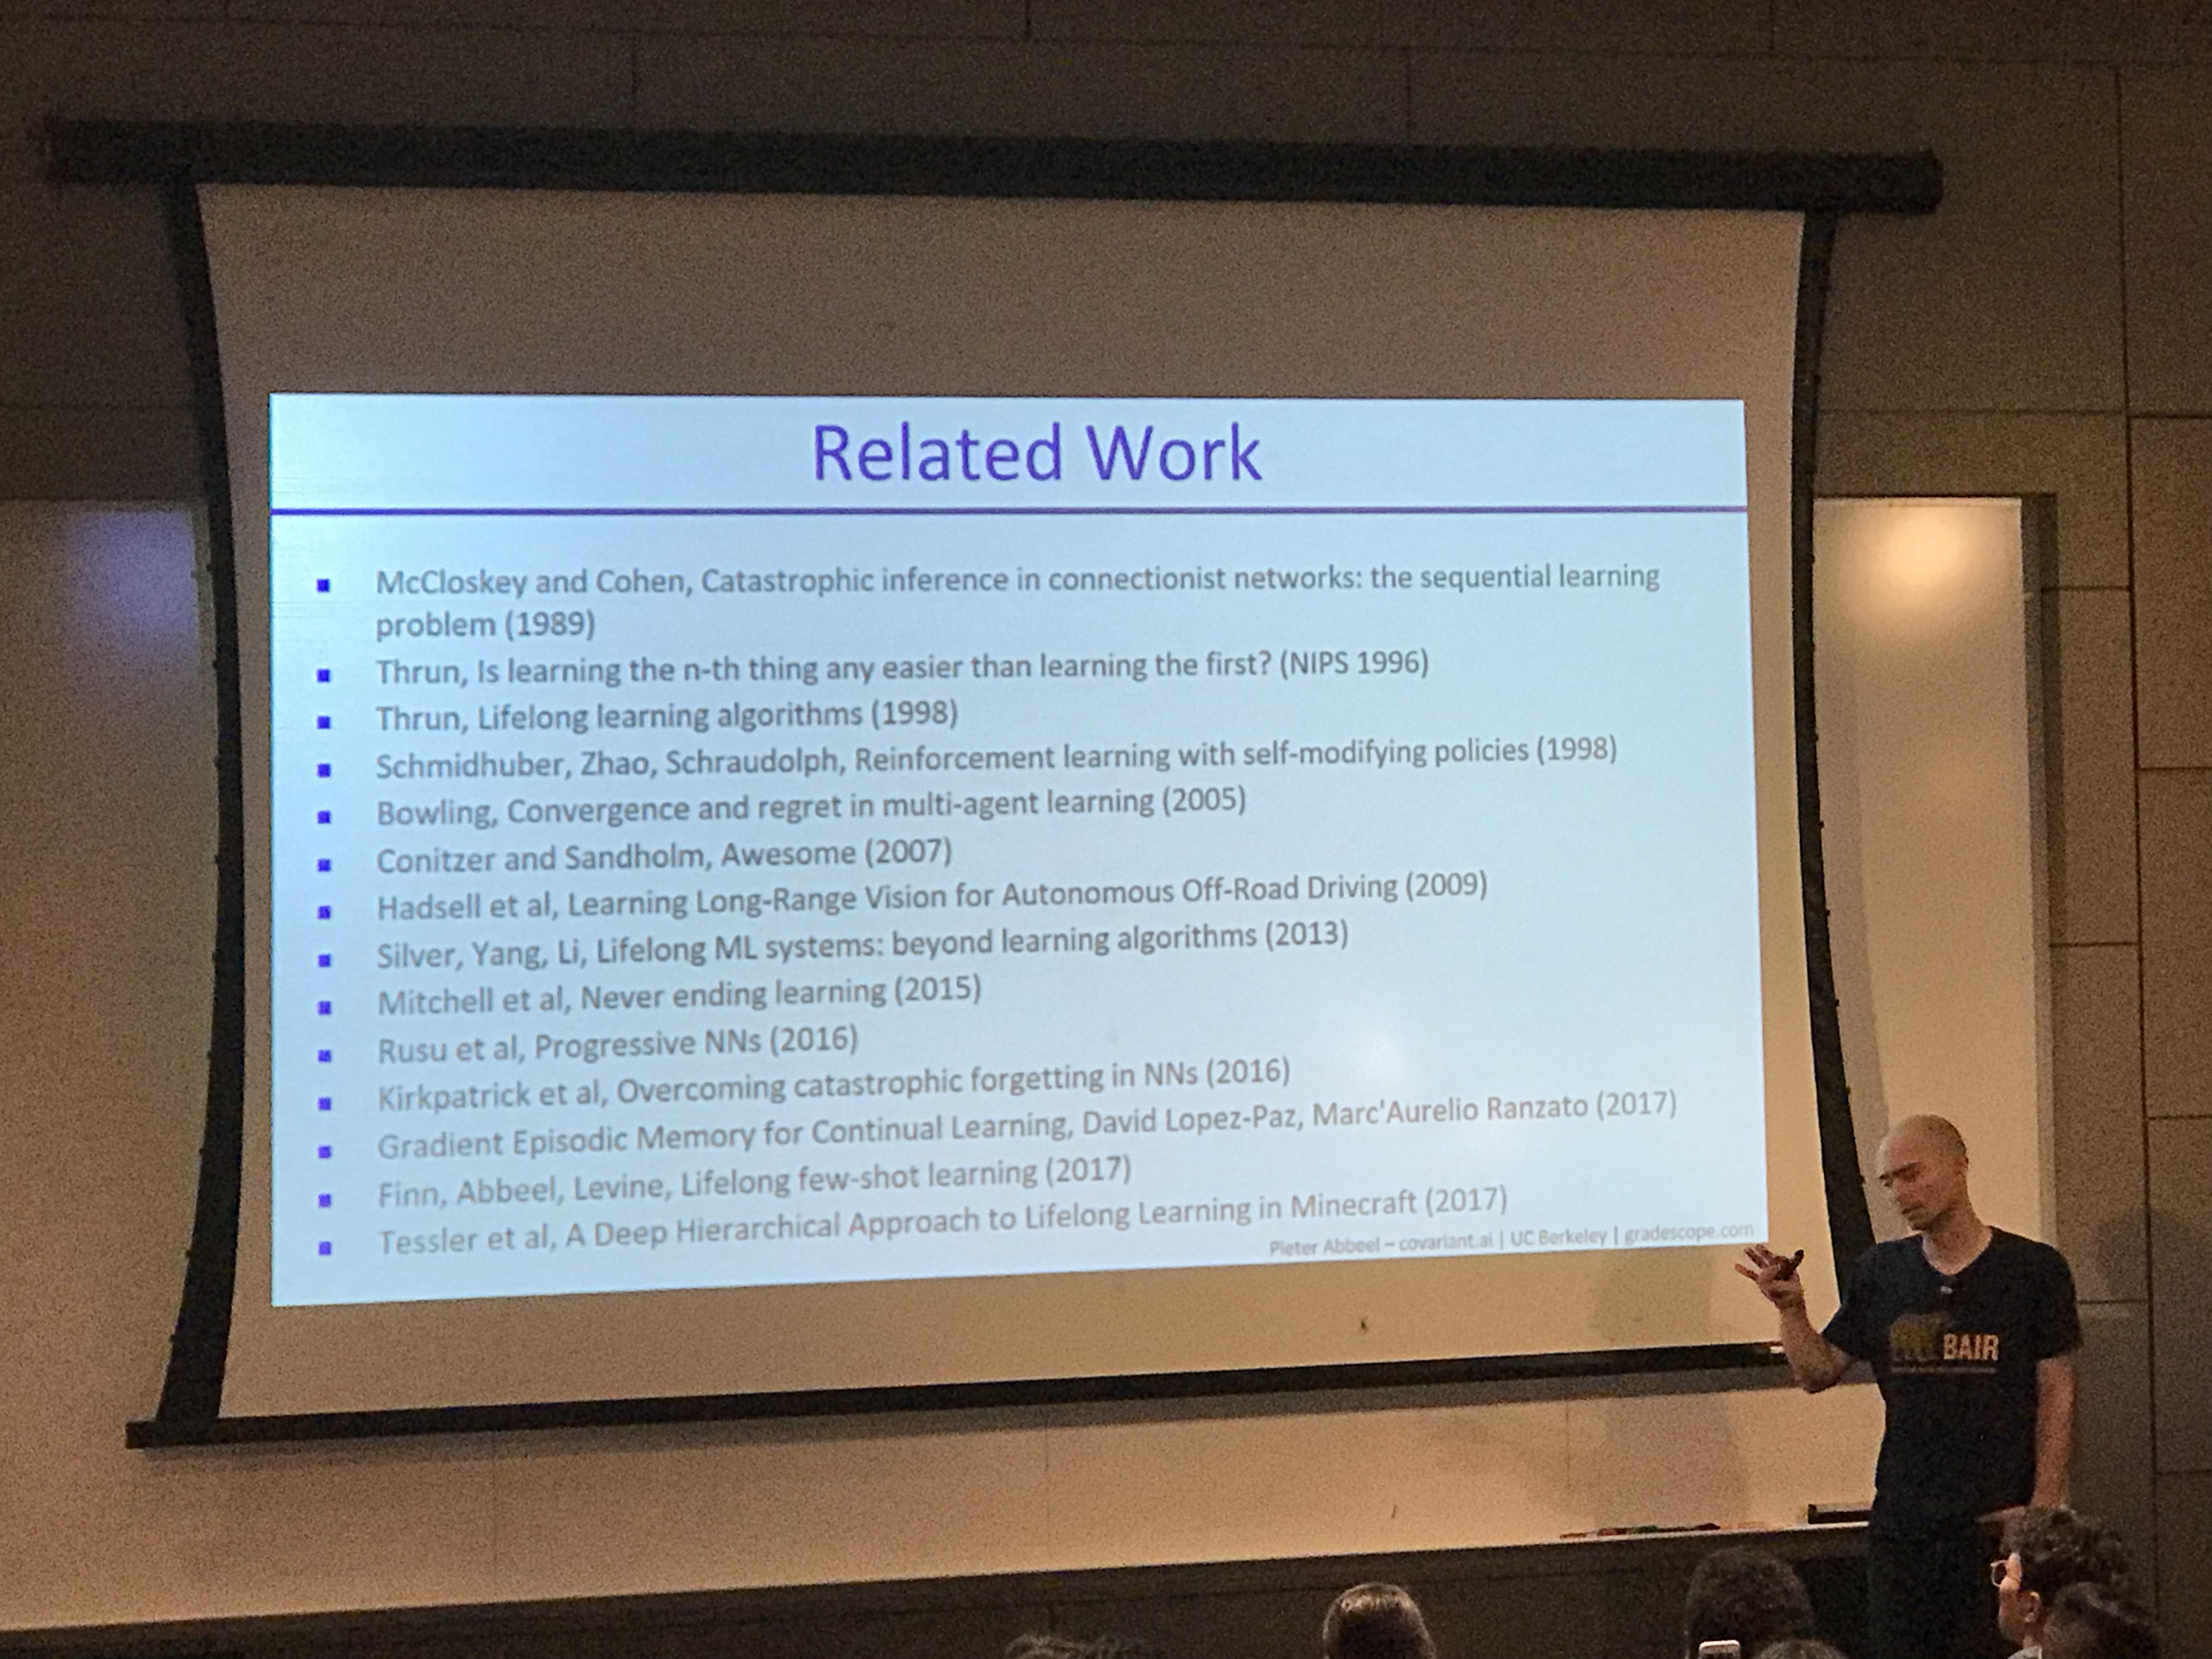 Related Work
McCloskey and Cohen, Catastrophic inference in connectionist networks: the sequential learning
problem (1989)
Thrun, Is learning the n-th thing any easier than learning the first? (NIPS 1996)
Thrun, Lifelong learning algorithms (1998)
Schmidhuber, Zhao, Schraudolph, Reinforcement learning with self-modifying policies (1998)
Bowling, Convergence and regret in multi-agent learning (2005)
Conitzer and Sandholm, Awesome (2007)
Hadsell et al, Learning Long-Range Vision for Autonomous Off-Road Driving (2009)
Silver, Yang, Li, Lifelong ML systems: beyond learning algorithms (2013)
Mitchell et al, Never ending learning (2015)
Rusu et al, Progressive NNs (2016)
Kirkpatrick et al, Overcoming catastrophic forgetting in NNs (2016)
Gradient Episodic Memory for Continual Learning, David Lopez-Paz, Marc'Aurelio Ranzato (2017)
Finn, Abbeel, Levine, Lifelong few-shot learning (2017)
Tessler et al, A Deep Hierarchical Approach to Lifelong Learning in Minecraft (2017)
Pieter Abbeel – covariant.ai | UC Berkeley | gradescope.com
BAIR